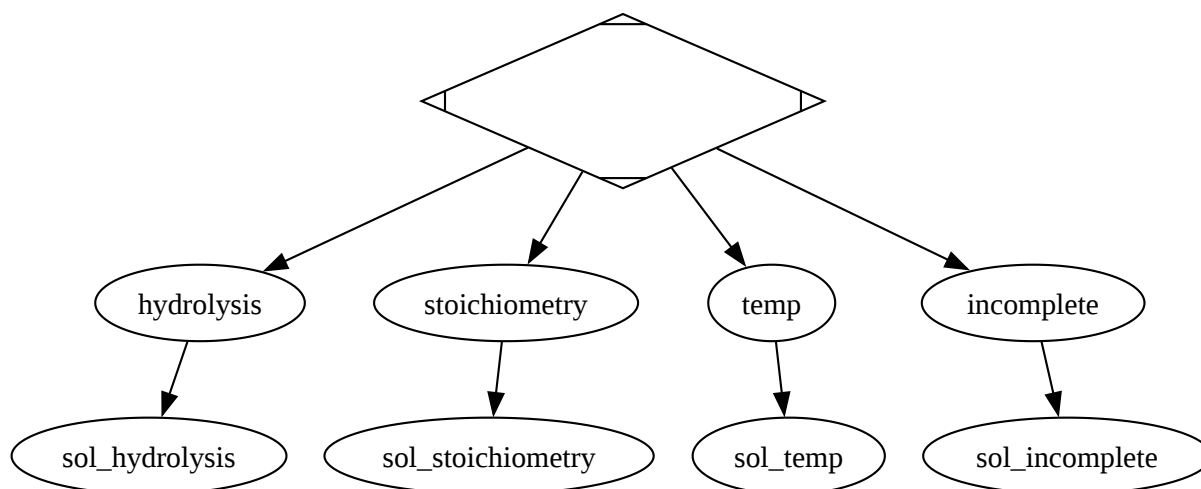 hydrolysis
stoichiometry
temp
incomplete
sol_hydrolysis
sol_stoichiometry
sol_temp
sol_incomplete